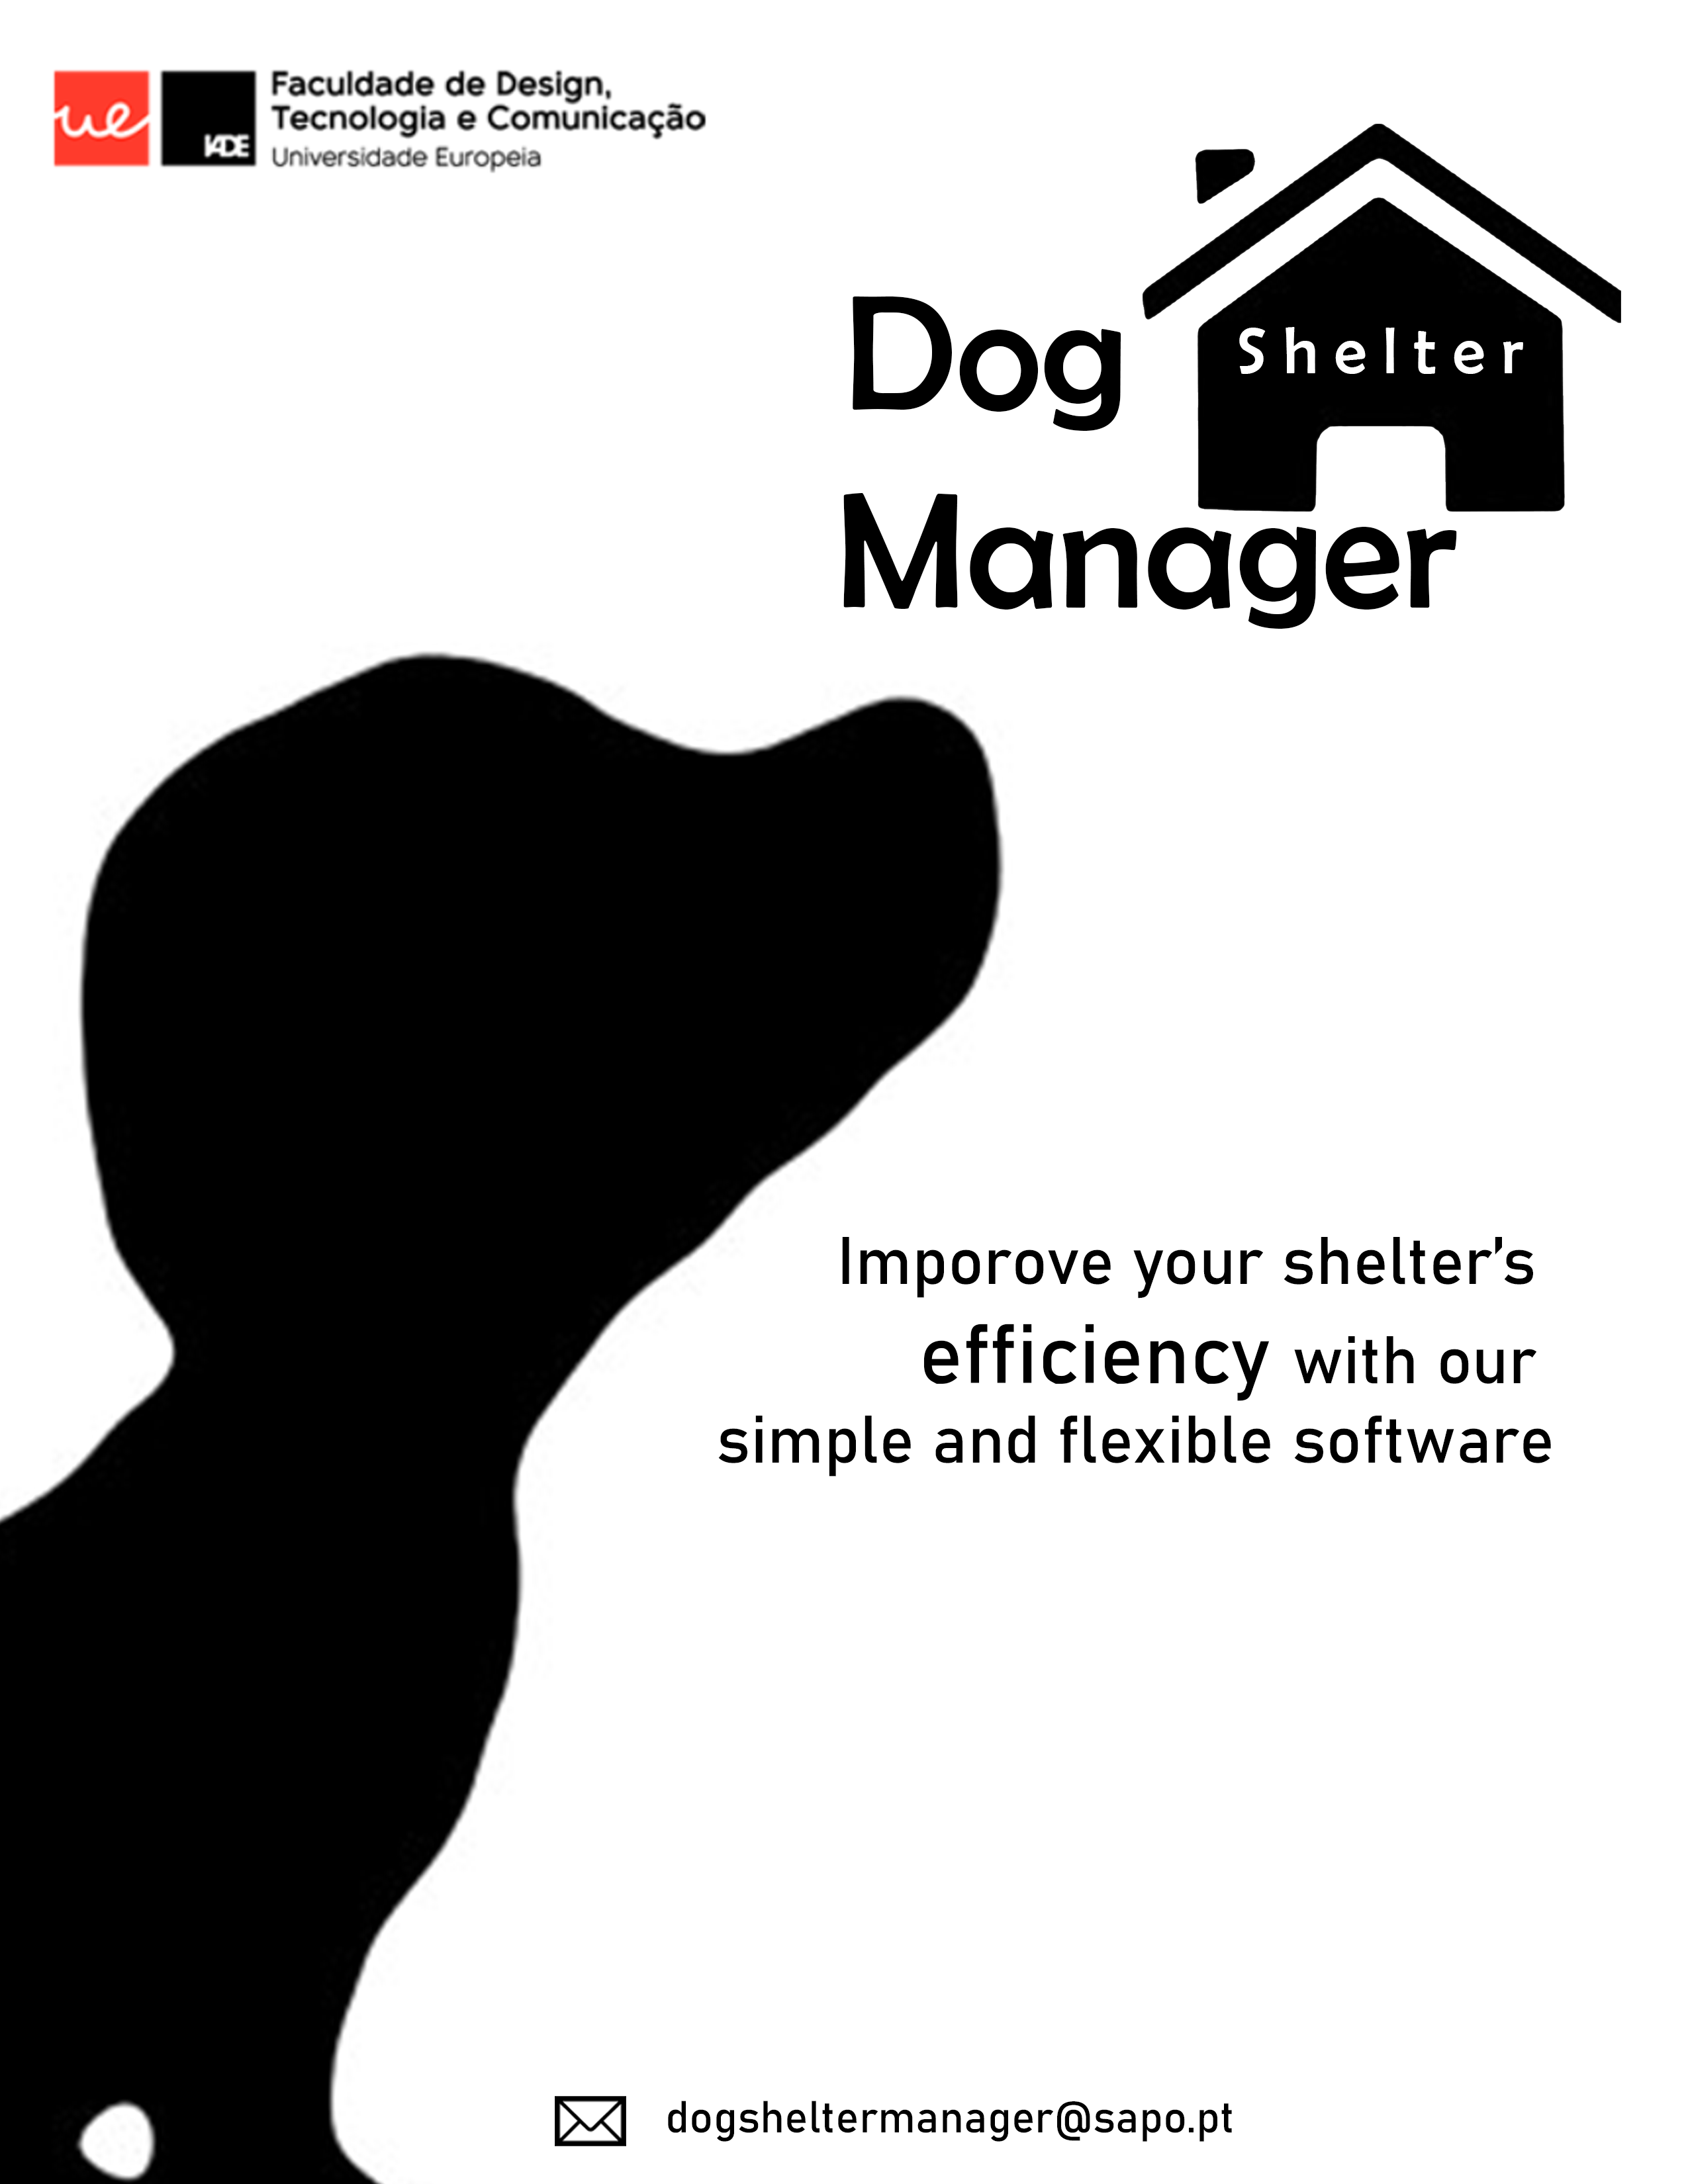 ue
IADE
Faculdade de Design,
Tecnologia e Comunicação
Universidade Europeia
Dog
Shelter
Manager
Imporove your shelter’s
efficiency with our
simple and flexible software
dogsheltermanager@sapo.pt